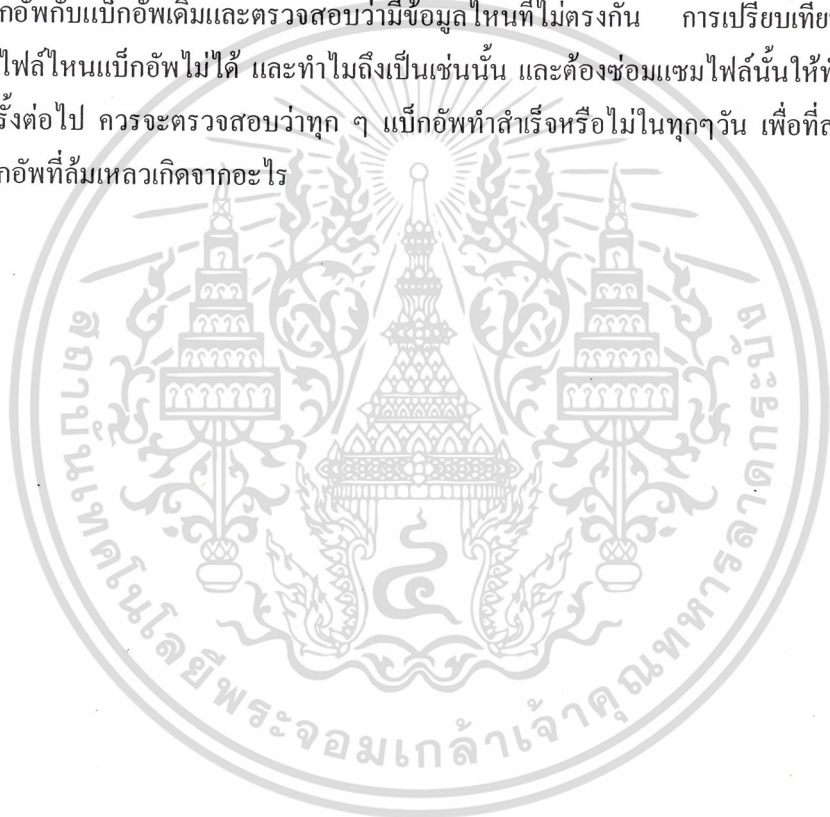 กอัพกับแบ็กอัพเดิมและตรวจสอบว่ามีข้อมูลไหนที่ไม่ตรงกัน การเปรียบเทีย
ไฟล์ไหนแบ็กอัพไม่ได้ และทำไมถึงเป็นเช่นนั้น และต้องซ่อมแซมไฟล์นั้นให้
รั้งต่อไป ควรจะตรวจสอบว่าทุก ๆ แบ็กอัพทำสำเร็จหรือไม่ในทุกๆวัน เพื่อที่
กอัพที่ล้มเหลวเกิดจากอะไร
สถาบันเทคโนโลยีพระจอมเกล้าเจ้าคุณทหารลาดกระบัง
๔